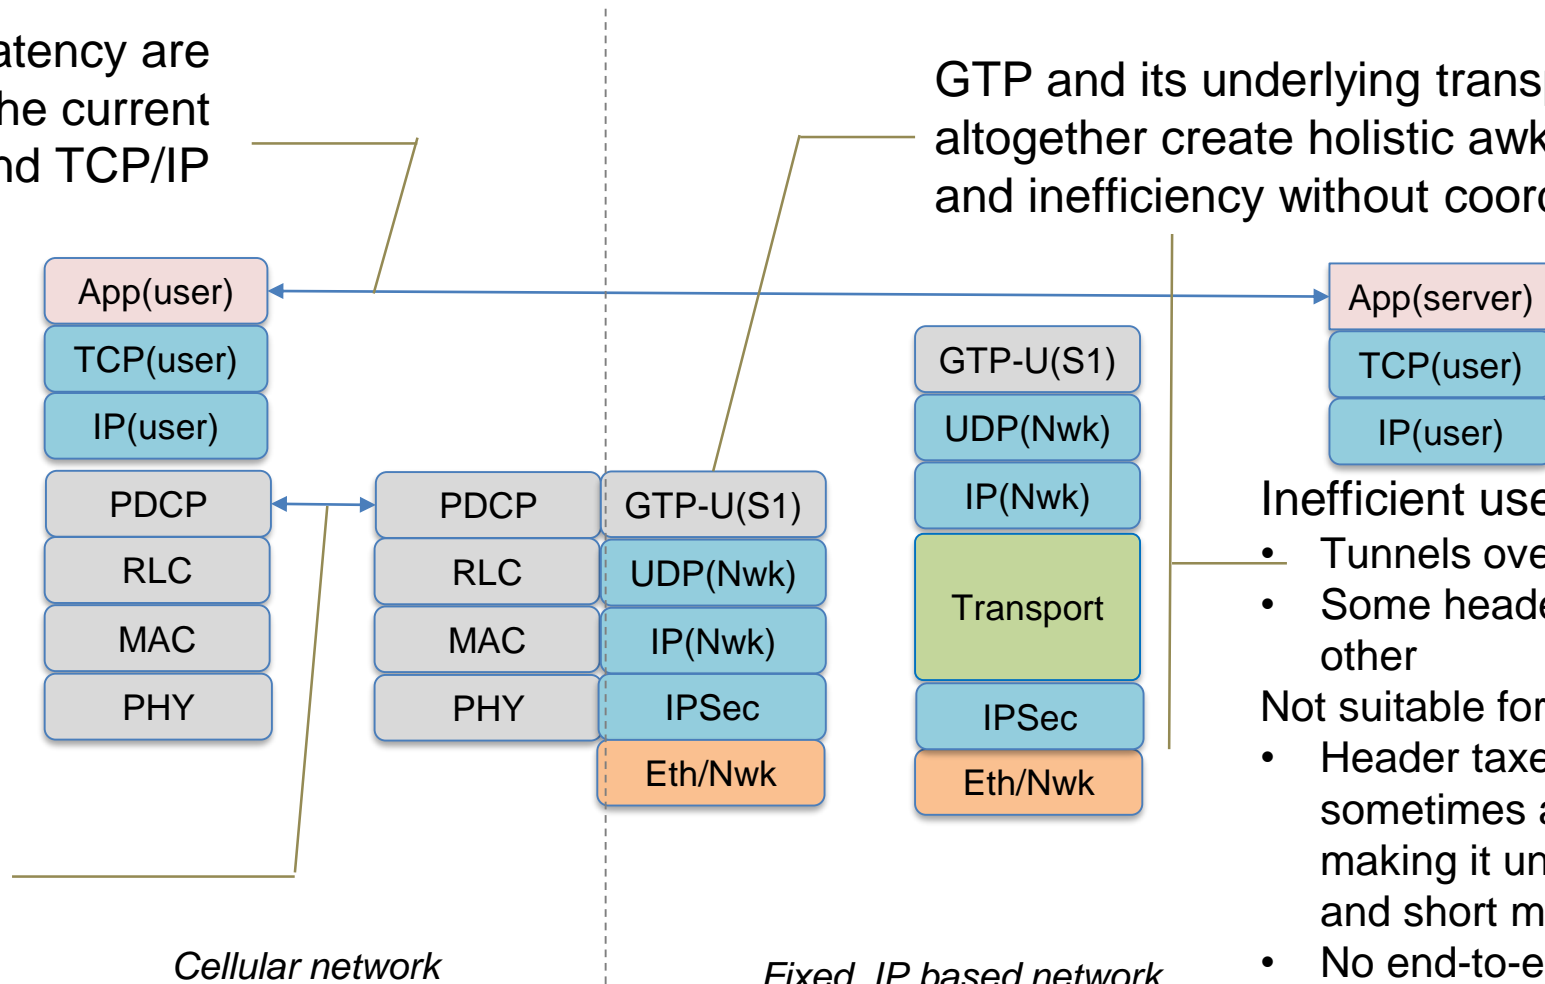 atency are
he current
nd TCP/IP
GTP and its underlying transp
altogether create holistic awk
and inefficiency without coord
App(user)
TCP(user)
IP(user)
PDCP
RLC
MAC
PHY
PDCP
RLC
MAC
PHY
GTP-U(S1)
UDP(Nwk)
IP(Nwk)
IPSec
Eth/Nwk
GTP-U(S1)
UDP(Nwk)
IP(Nwk)
Transport
IPSec
Eth/Nwk
App(server)
TCP(user)
IP(user)
Inefficient use
• Tunnels ove
• Some heade
other
Not suitable for
• Header taxe
sometimes a
making it un
and short m
• No end-to-e
Cellular network
Fixed IP based network